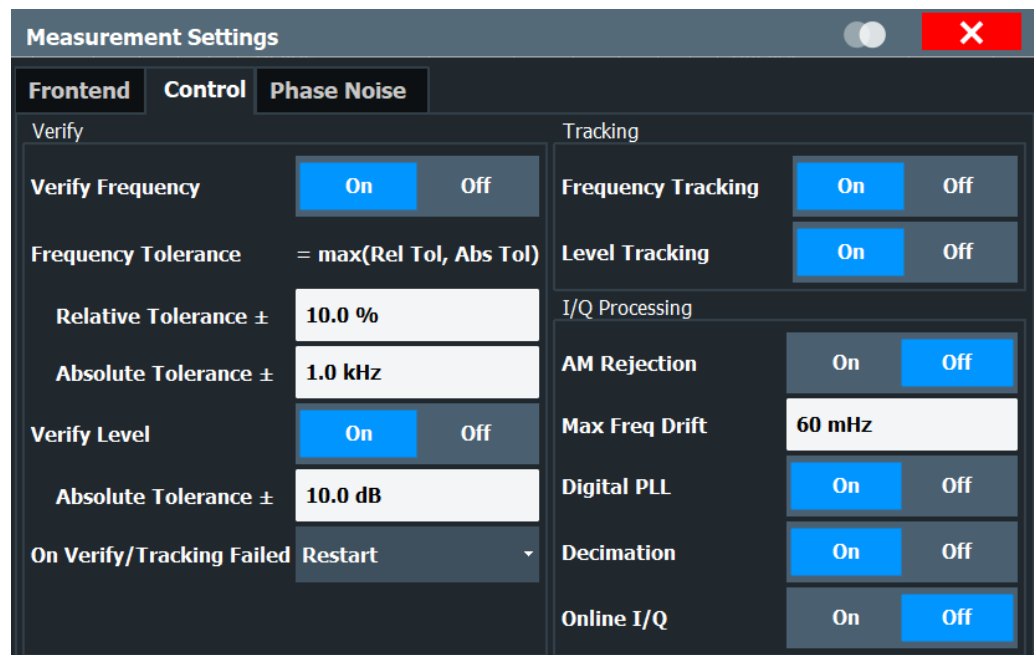 Measurement Settings
Frontend Control Phase Noise
Verify
Verify Frequency On Off
Frequency Tolerance = max(Rel Tol, Abs Tol)
Relative Tolerance ± 10.0 %
Absolute Tolerance ± 1.0 kHz
Verify Level On Off
Absolute Tolerance ± 10.0 dB
On Verify/Tracking Failed Restart
Tracking
Frequency Tracking On Off
Level Tracking On Off
I/Q Processing
AM Rejection On Off
Max Freq Drift 60 mHz
Digital PLL On Off
Decimation On Off
Online I/Q On Off